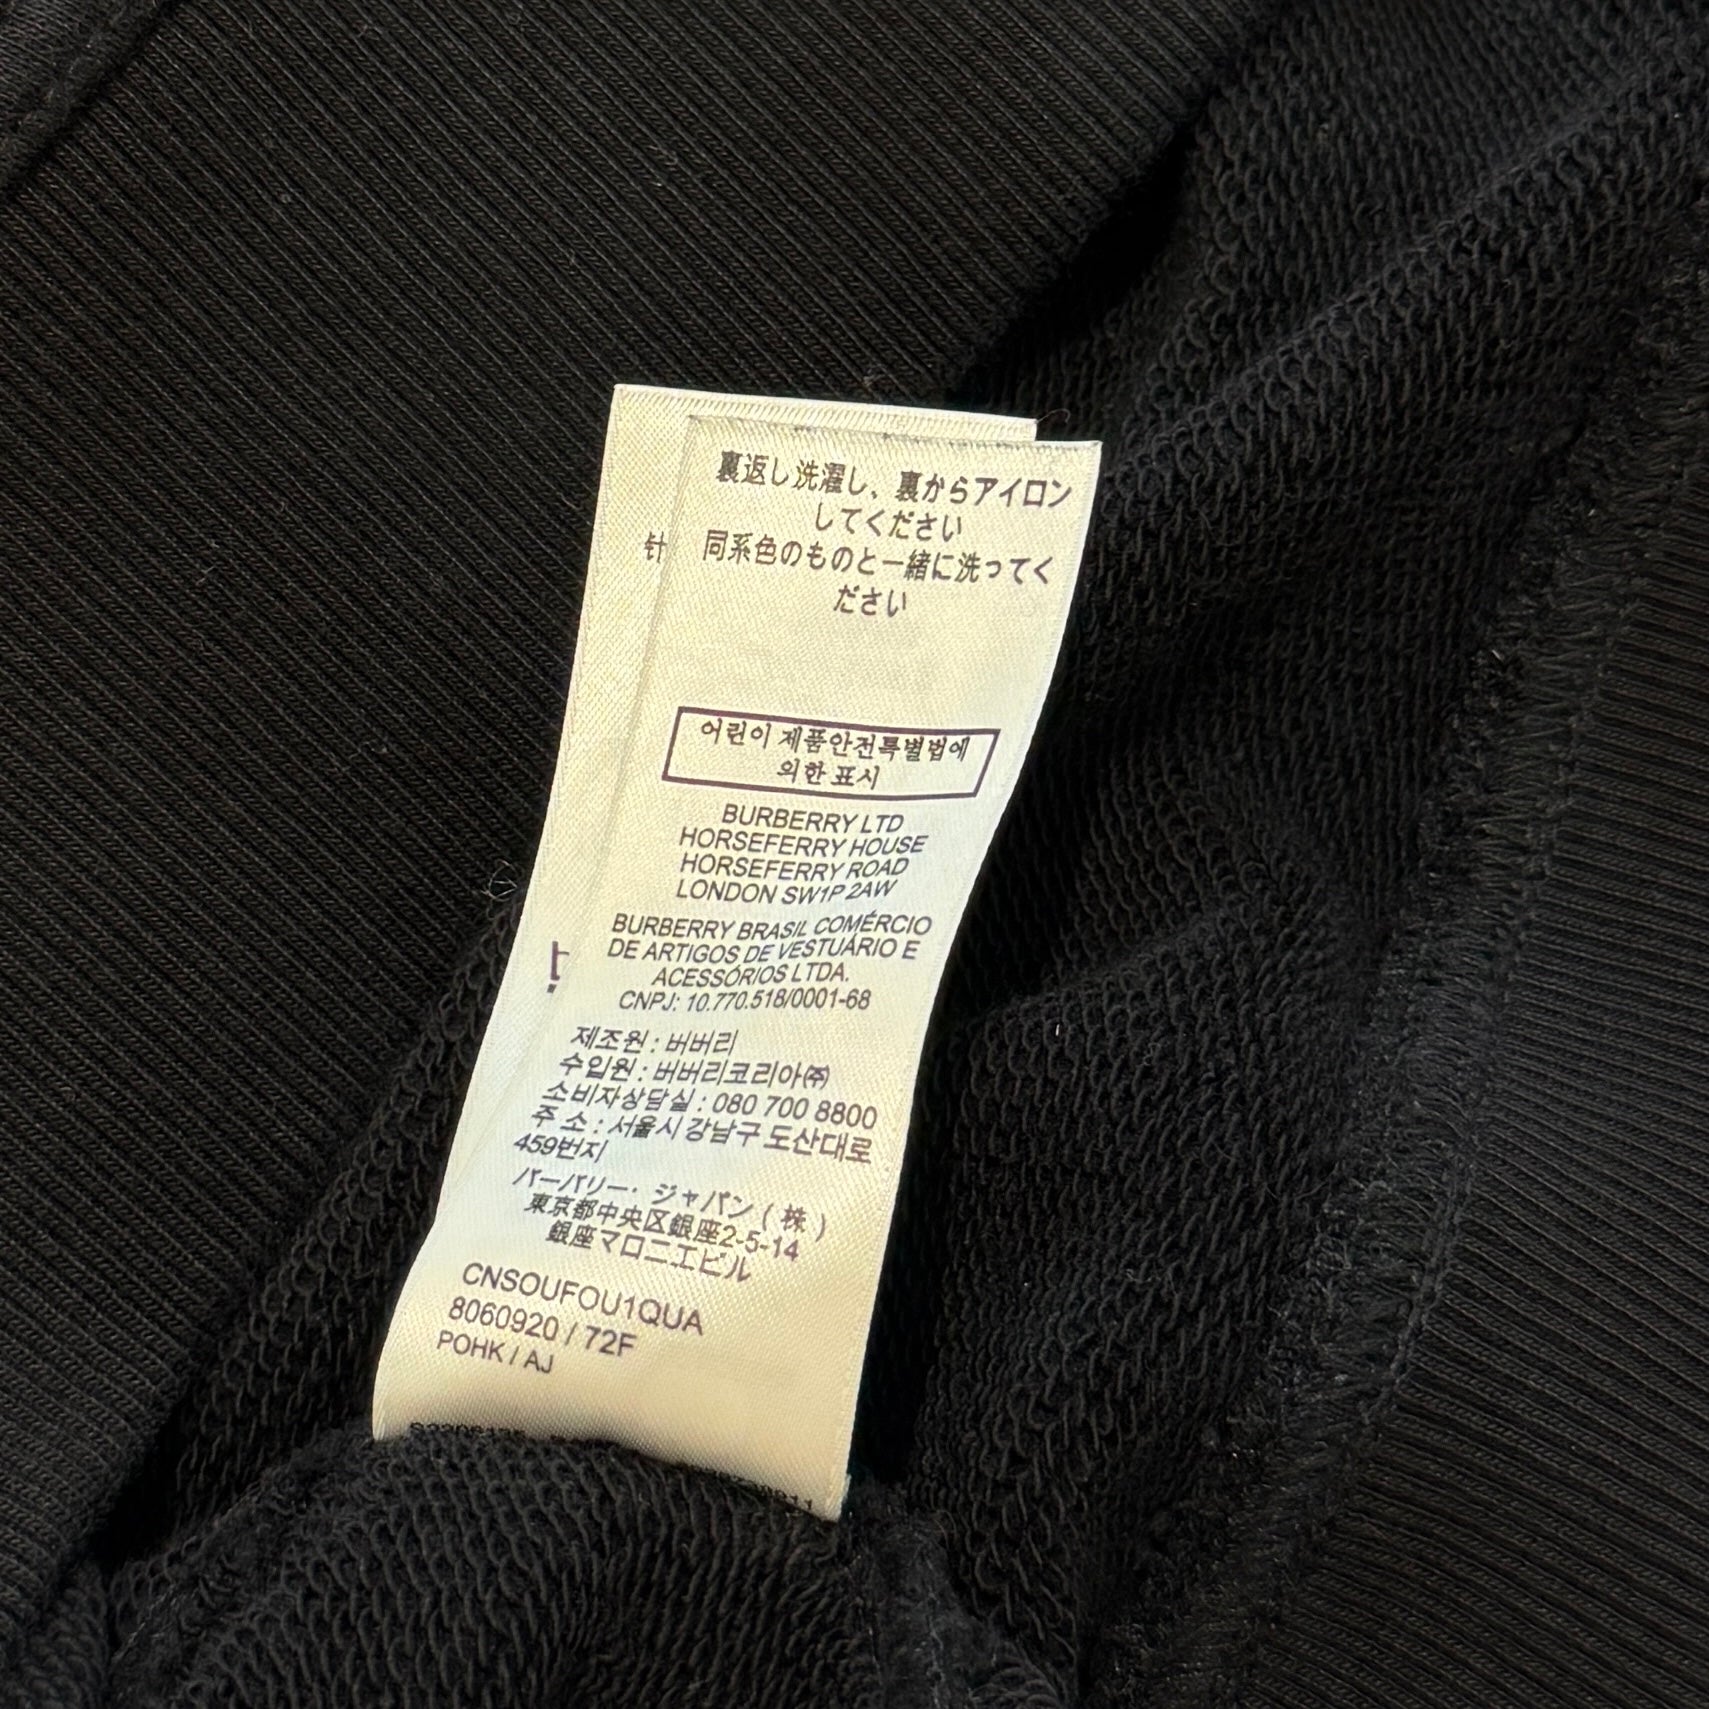 裏返し洗濯し、裏からアイロン
してください
同系色のものと一緒に洗ってく
ださい
针
어린이 제품안전특별법에
의한 표시
BURBERRY LTD
HORSEFERRY HOUSE
HORSEFERRY ROAD
LONDON SW1P 2AW
BURBERRY BRASIL COMÉRCIO
DE ARTIGOS DE VESTUÁRIO E
ACESSÓRIOS LTDA.
CNPJ: 10.770.518/0001-68
제조원 : 버버리
수입원 : 버버리코리아㈜
소비자상담실 : 080 700 8800
주 소 : 서울시 강남구 도산대로
459번지
バーバリー・ジャパン ( 株 )
東京都中央区銀座2-5-14
銀座マロニエビル
CNSOUFOU1QUA
8060920 / 72F
POHK / AJ